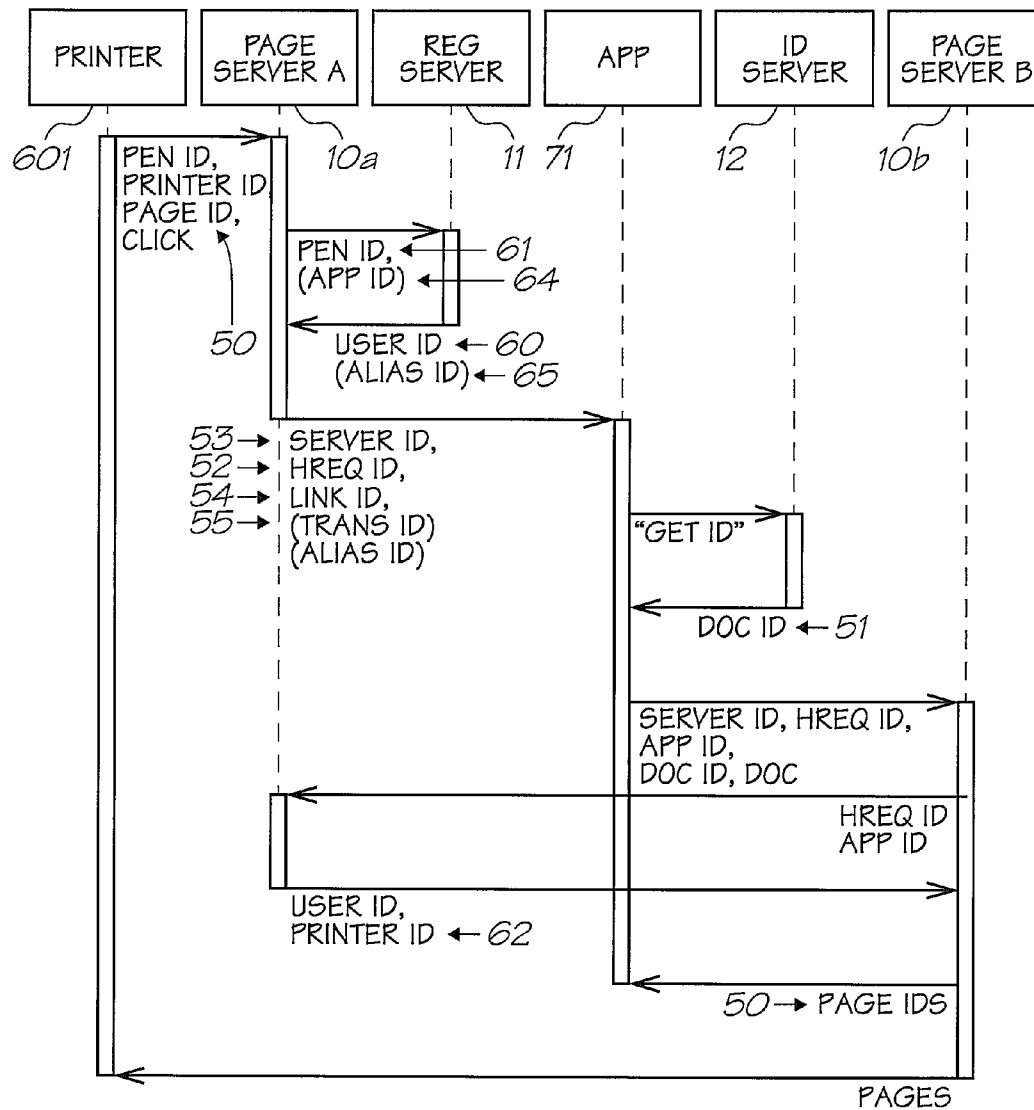 PRINTER
PAGE
SERVER A
REG
SERVER
APP
ID
SERVER
PAGE
SERVER B
601
10a
11
71
12
10b
PEN ID,
PRINTER ID
PAGE ID,
CLICK
50
PEN ID,
61
(APP ID)
64
USER ID
60
(ALIAS ID)
65
53
SERVER ID,
52
HREQ ID,
54
LINK ID,
55
(TRANS ID)
(ALIAS ID)
"GET ID"
DOC ID
51
SERVER ID, HREQ ID,
APP ID,
DOC ID, DOC
HREQ ID
APP ID
USER ID,
PRINTER ID
62
50
PAGE IDS
PAGES